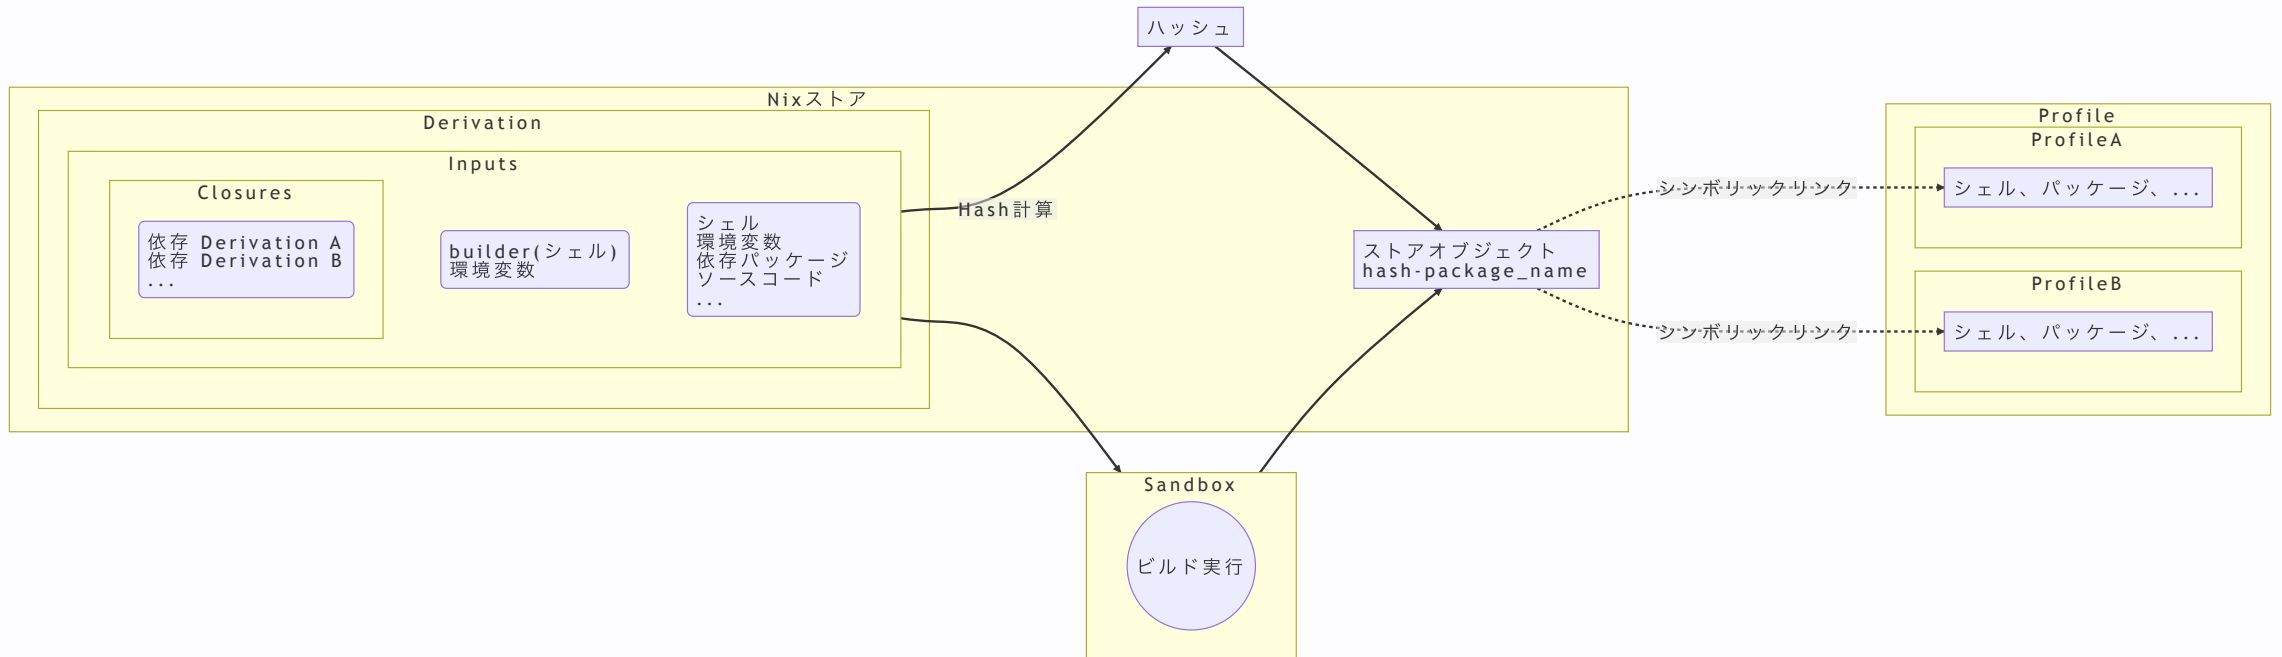 ハッシュ
Nixストア
Derivation
Inputs
Closures
依存 Derivation A
依存 Derivation B
...
builder(シェル)
環境変数
シェル
環境変数
依存パッケージ
ソースコード
...
Hash計算
ストアオブジェクト
hash-package_name
シンボリックリンク
シンボリックリンク
Profile
ProfileA
シェル、パッケージ、...
ProfileB
シェル、パッケージ、...
Sandbox
ビルド実行